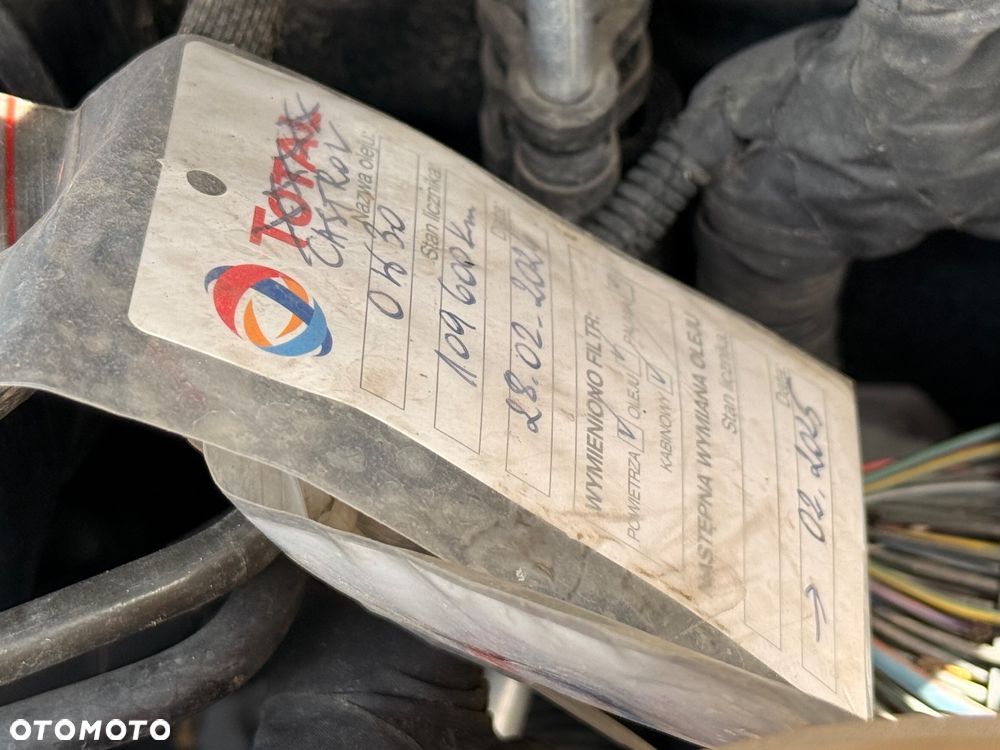 TOTAL
CASTROL
Nazwa oleju:
0W30
Stan licznika:
109 600 km
Data:
28.02.2024
WYMIENIONO FILTR:
POWIETRZA V OLEJU V PALIWA
KABINOWY V
NASTĘPNA WYMIANA OLEJU
Stan licznika:
Data:
→ 02.2025
OTOMOTO